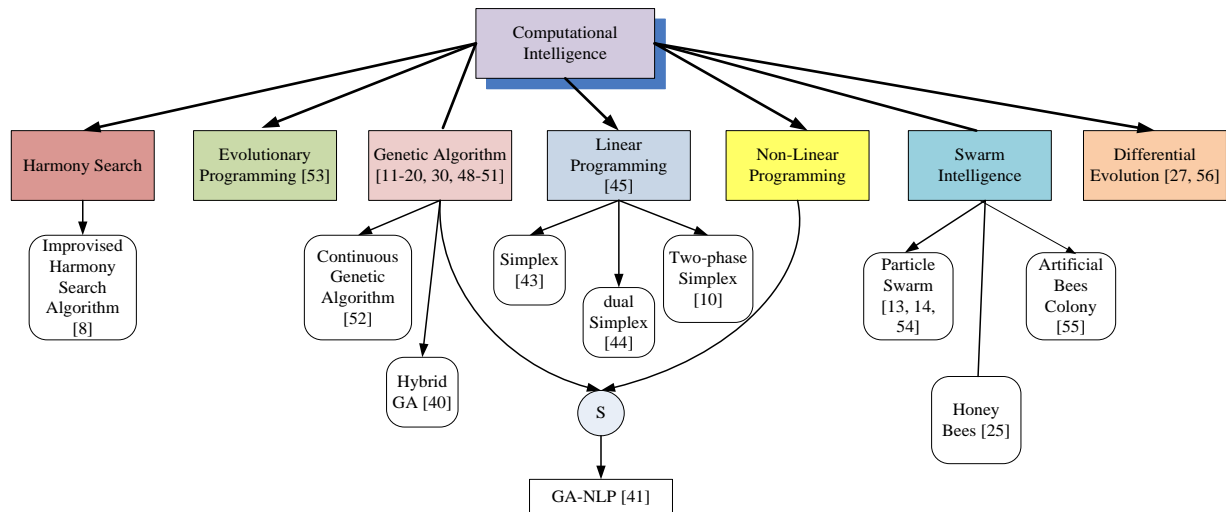 Computational
Intelligence
Harmony Search
Evolutionary
Programming [53]
Genetic Algorithm
[11-20, 30, 48-51]
Linear
Programming
[45]
Non-Linear
Programming
Swarm
Intelligence
Differential
Evolution [27, 56]
Improvised
Harmony
Search
Algorithm
[8]
Continuous
Genetic
Algorithm
[52]
Hybrid
GA [40]
Simplex
[43]
dual
Simplex
[44]
Two-phase
Simplex
[10]
Particle
Swarm
[13, 14,
54]
Honey
Bees [25]
Artificial
Bees
Colony
[55]
S
GA-NLP [41]